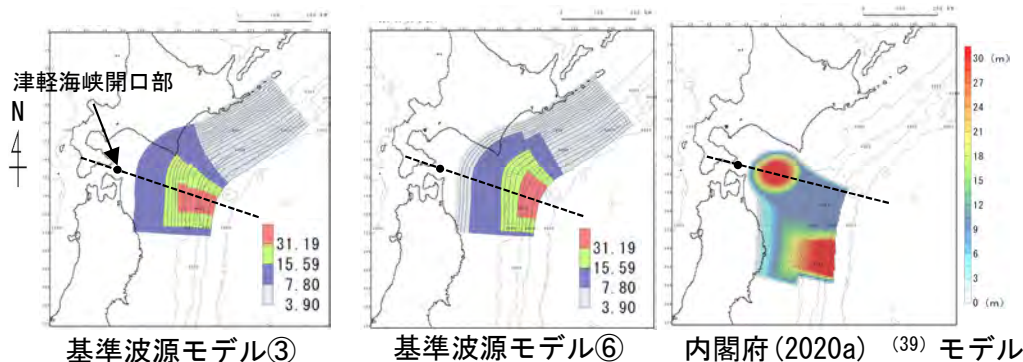 津軽海峡開口部
N
31.19
15.59
7.80
3.90
31.19
15.59
7.80
3.90
30 (m)
27
24
21
18
15
12
9
6
3
0 (m)
基準波源モデル③
基準波源モデル⑥
内閣府(2020a) (39) モデル